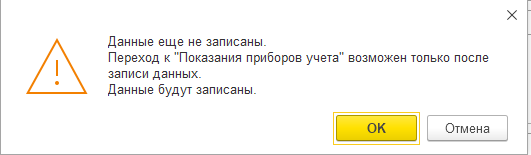 Данные еще не записаны.
Переход к "Показания приборов учета" возможен только после
записи данных.
Данные будут записаны.
OK
Отмена